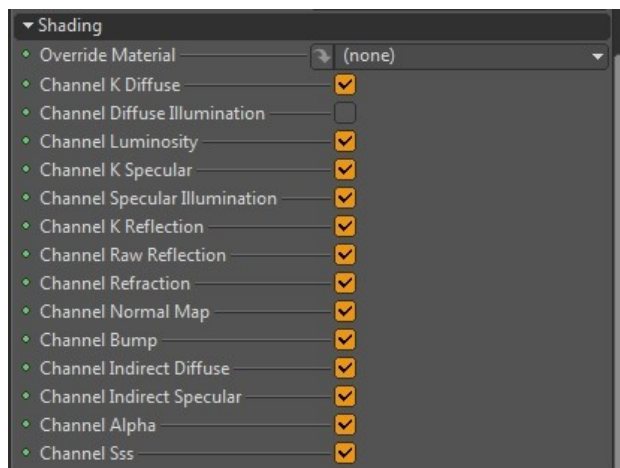 Shading
Override Material (none)
Channel K Diffuse
Channel Diffuse Illumination
Channel Luminosity
Channel K Specular
Channel Specular Illumination
Channel K Reflection
Channel Raw Reflection
Channel Refraction
Channel Normal Map
Channel Bump
Channel Indirect Diffuse
Channel Indirect Specular
Channel Alpha
Channel Sss